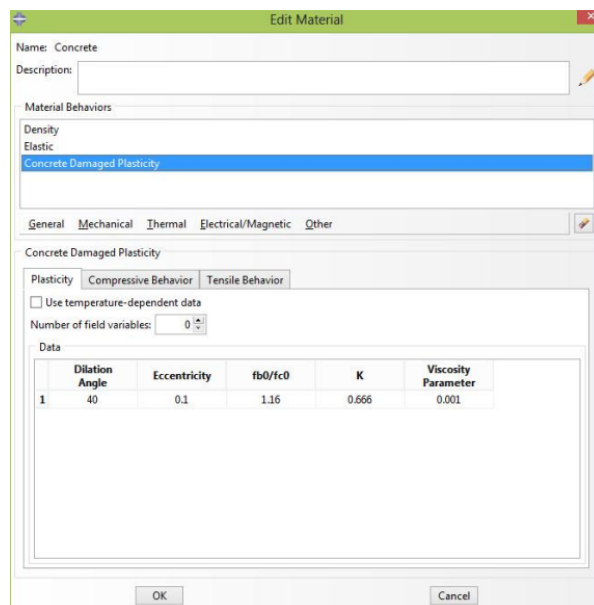 Edit Material
Name: Concrete
Description:
Material Behaviors
Density
Elastic
Concrete Damaged Plasticity
General Mechanical Thermal Electrical/Magnetic Other
Concrete Damaged Plasticity
Plasticity Compressive Behavior Tensile Behavior
Use temperature-dependent data
Number of field variables: 0
Data
Dilation Angle Eccentricity fb0/fc0 K Viscosity Parameter
1 40 0.1 1.16 0.666 0.001
OK Cancel